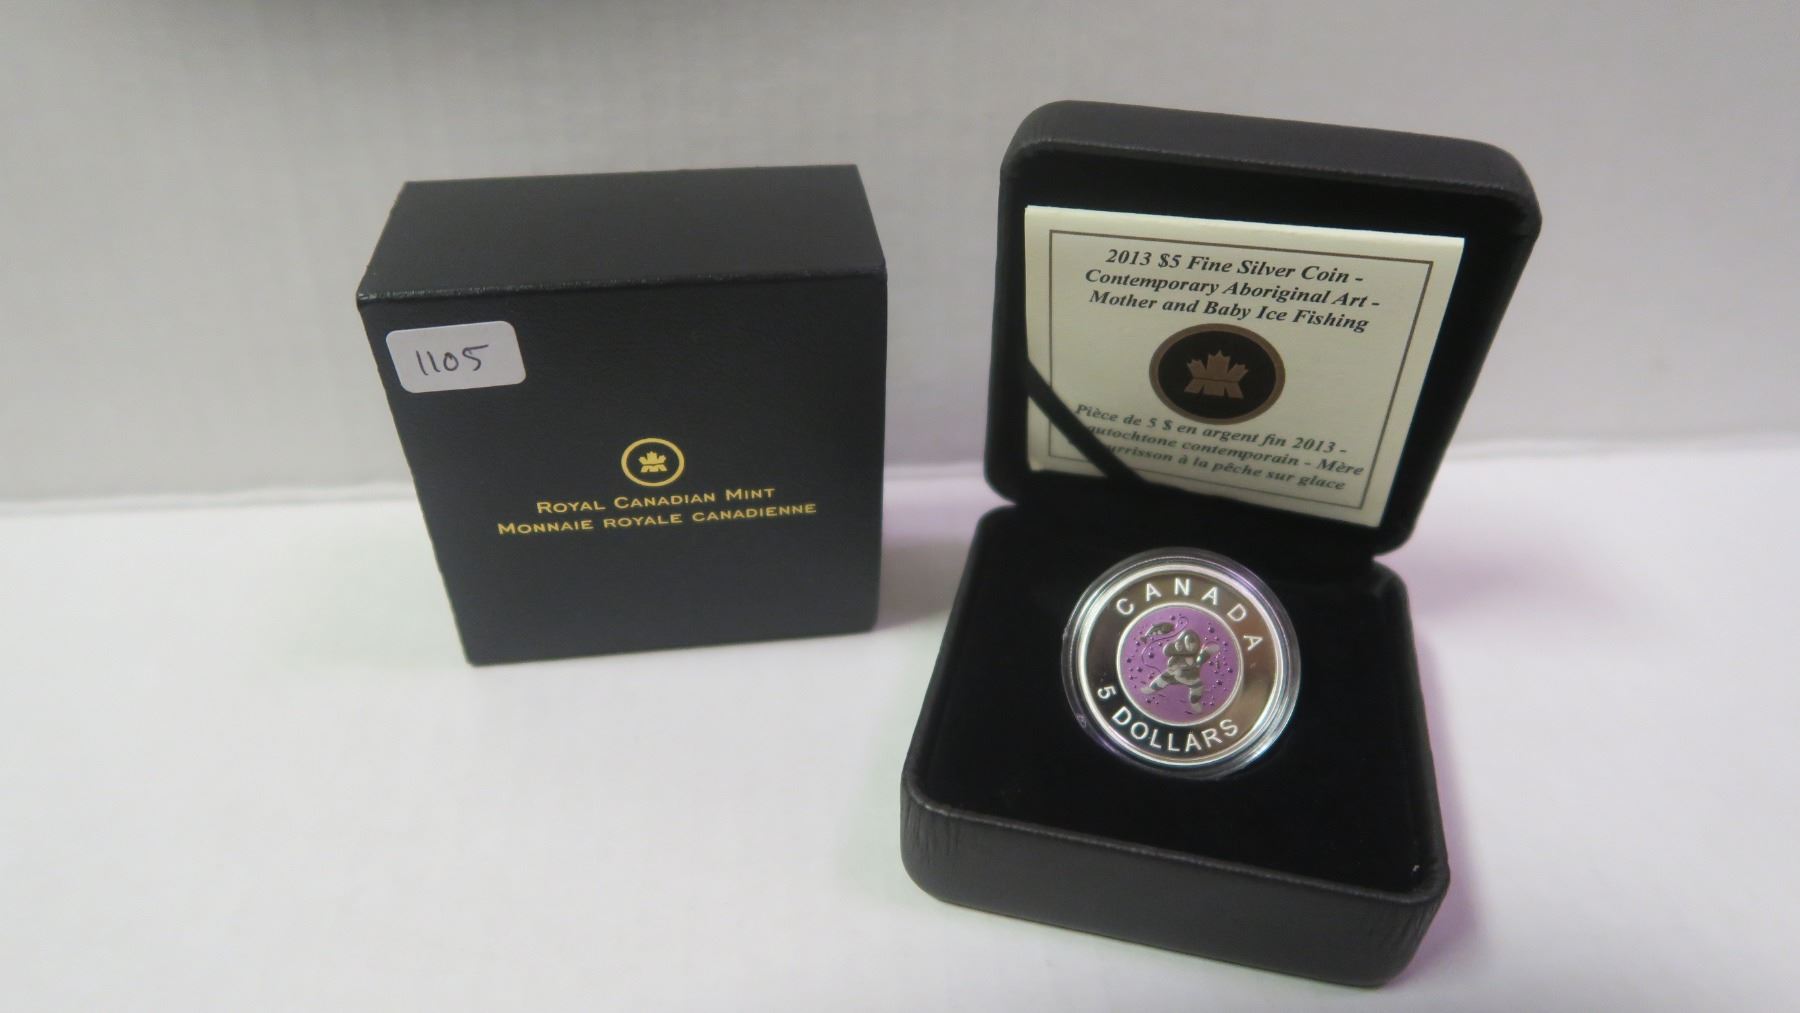 1105
ROYAL CANADIAN MINT
MONNAIE ROYALE CANADIENNE
2013 $5 Fine Silver Coin -
Contemporary Aboriginal Art -
Mother and Baby Ice Fishing
Pièce de 5 $ en argent fin 2013 -
autochtone contemporain - Mère
à la pêche sur glace
CANADA
5 DOLLARS